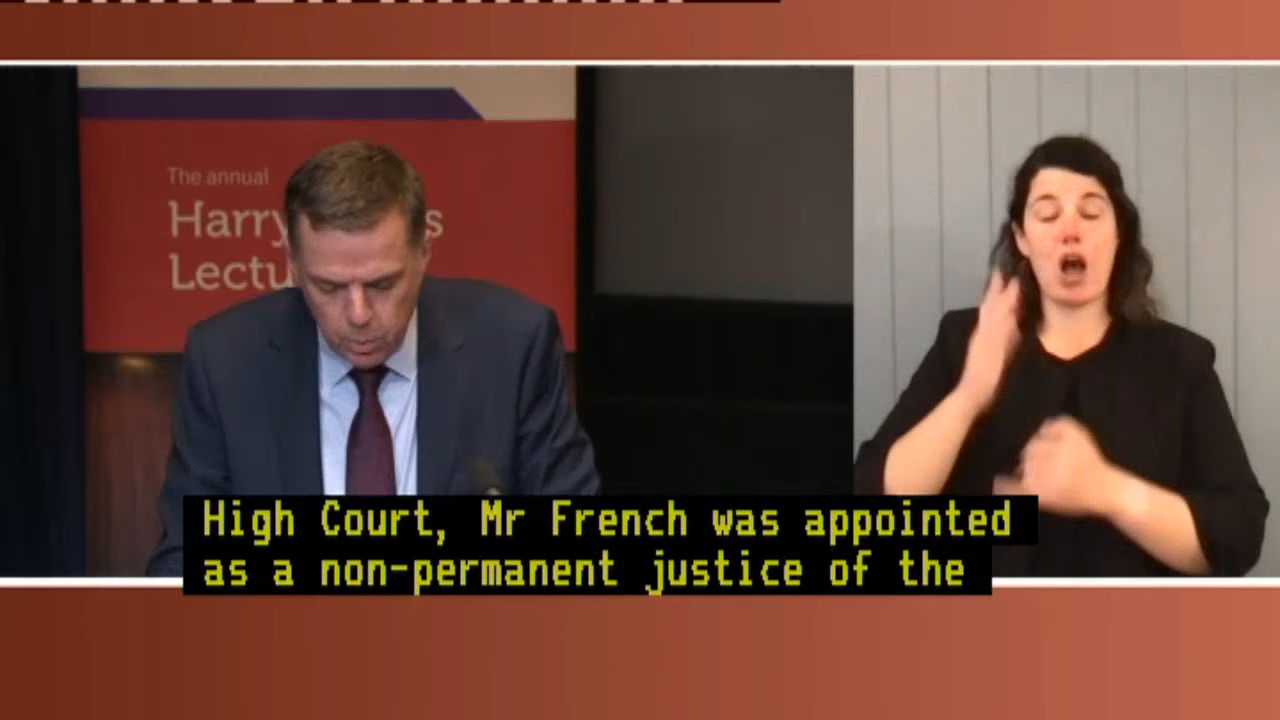 The annual
Harry s
Lectu
High Court, Mr French was appointed
as a non-permanent justice of the